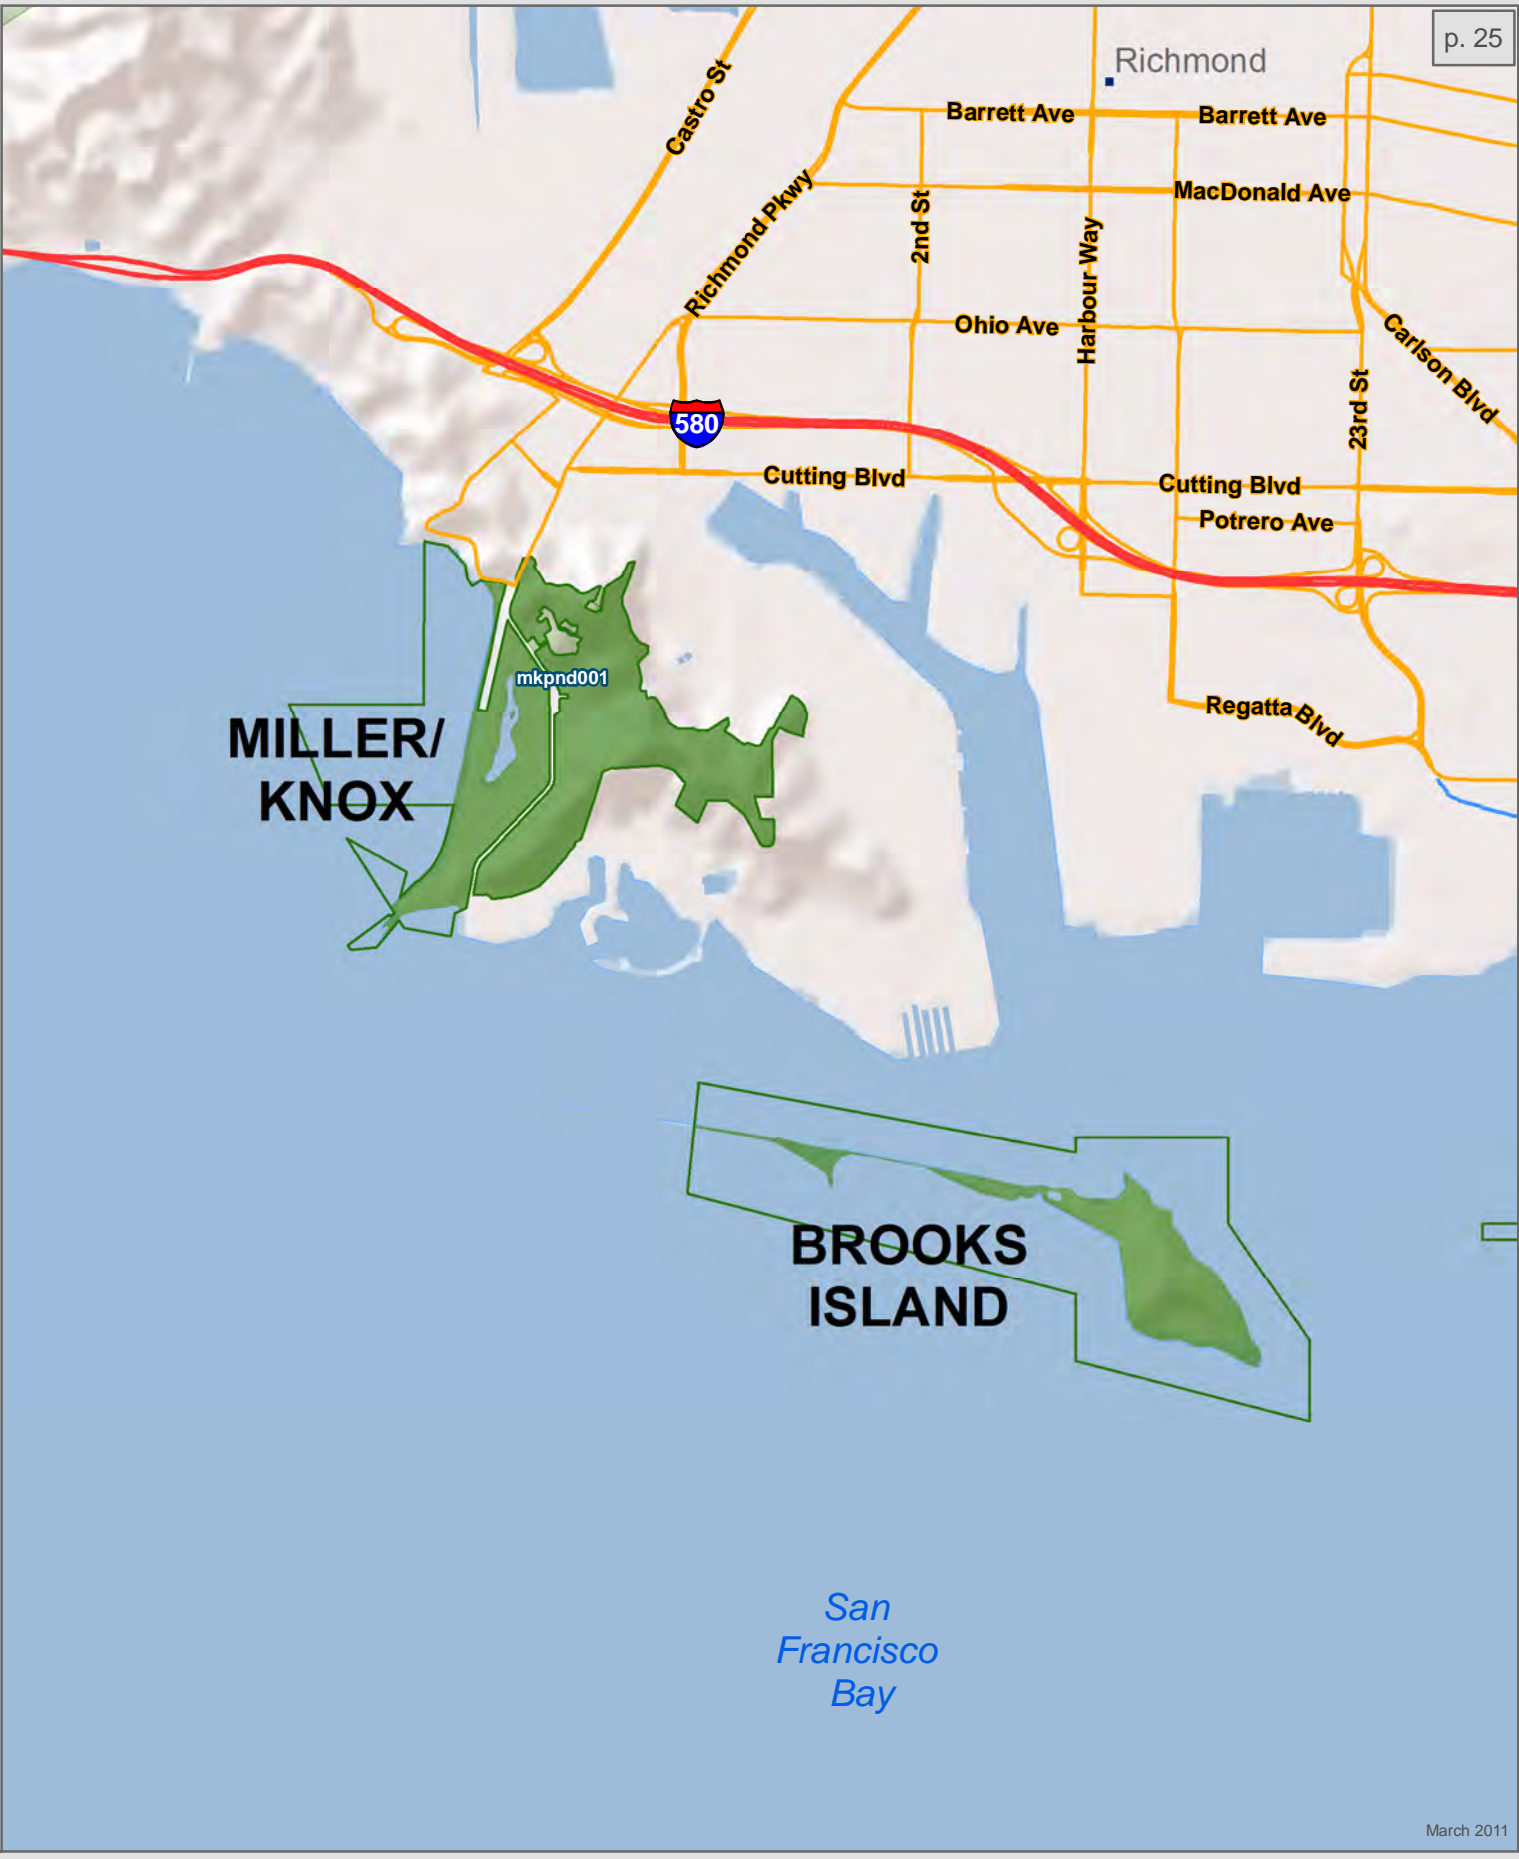 p. 25
Richmond
Castro St
Barrett Ave
Barrett Ave
Richmond Pkwy
MacDonald Ave
2nd St
Harbour Way
Ohio Ave
Carlson Blvd
23rd St
580
Cutting Blvd
Cutting Blvd
Potrero Ave
mkpnd001
Regatta Blvd
MILLER/
KNOX
BROOKS
ISLAND
San
Francisco
Bay
March 2011